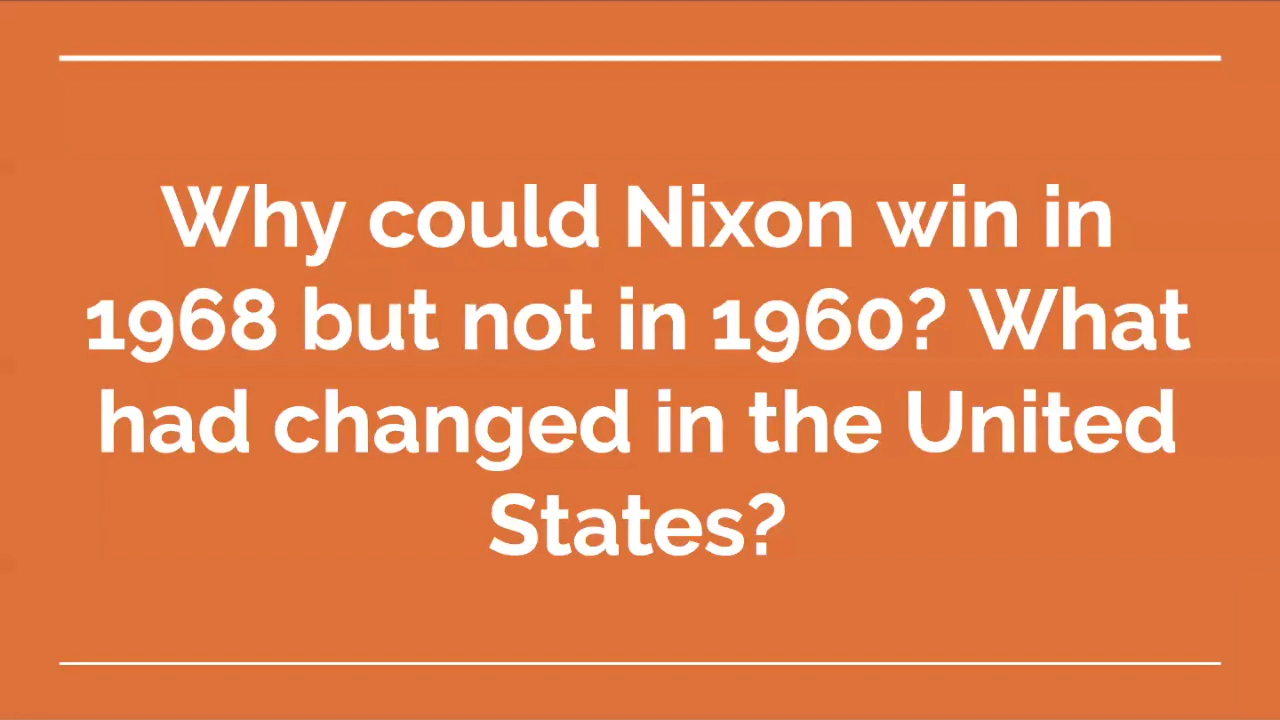 Why could Nixon win in
1968 but not in 1960? What
had changed in the United
States?